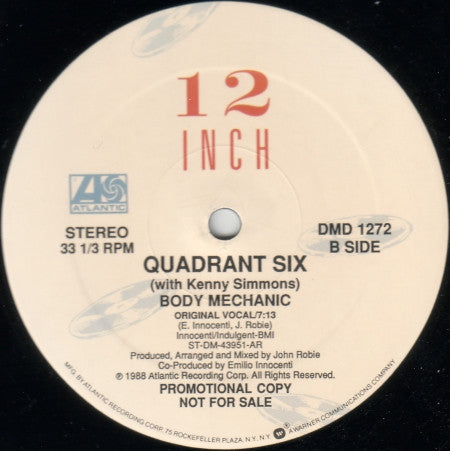 12
INCH
ATLANTIC
STEREO
33 1/3 RPM
DMD 1272
B SIDE
QUADRANT SIX
(with Kenny Simmons)
BODY MECHANIC
ORIGINAL VOCAL/7:13
(E. Innocenti, J. Robie)
Innocenti/Indulgent-BMI
ST-DM-43951-AR
Produced, Arranged and Mixed by John Robie
Co-Produced by Emilio Innocenti
℗ 1988 Atlantic Recording Corp. All Rights Reserved.
PROMOTIONAL COPY
NOT FOR SALE
MFG. BY ATLANTIC RECORDING CORP. 75 ROCKEFELLER PLAZA. N.Y. N.Y. A WARNER COMMUNICATIONS COMPANY